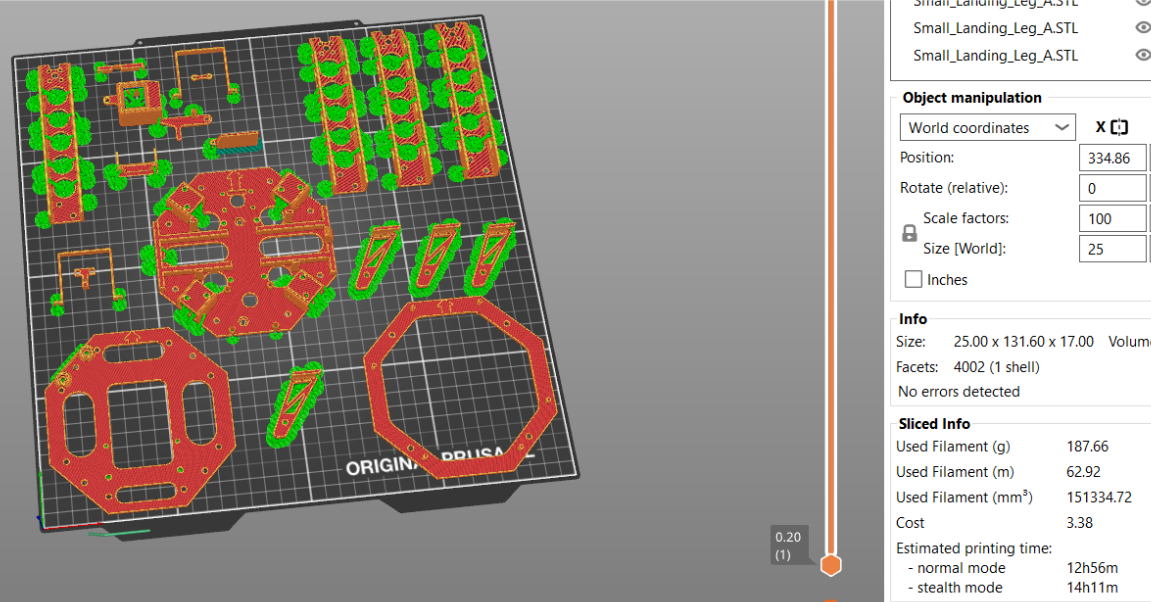 Small_Landing_Leg_A.STL
Small_Landing_Leg_A.STL
Small_Landing_Leg_A.STL
Object manipulation
World coordinates X
Position: 334.86
Rotate (relative): 0
Scale factors: 100
Size [World]: 25
Inches
Info
Size: 25.00 x 131.60 x 17.00 Volum
Facets: 4002 (1 shell)
No errors detected
Sliced Info
Used Filament (g) 187.66
Used Filament (m) 62.92
Used Filament (mm³) 151334.72
Cost 3.38
Estimated printing time:
- normal mode 12h56m
- stealth mode 14h11m
0.20
(1)
ORIGINA PRUSA